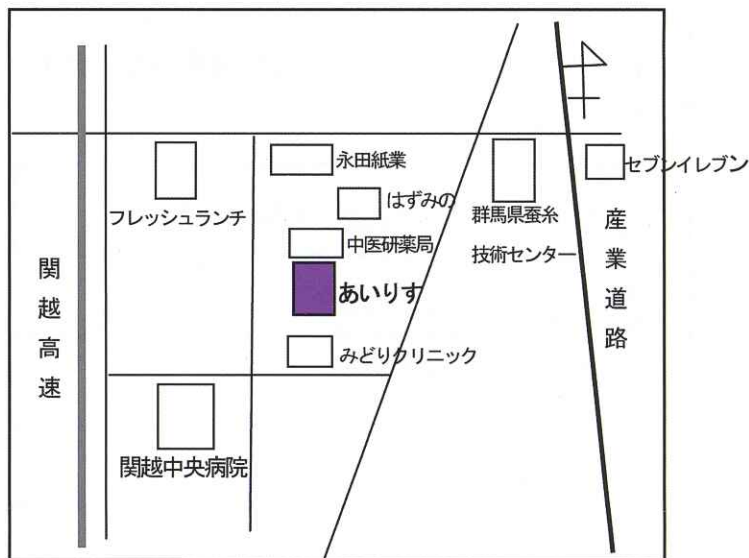 永田紙業
セブンイレブン
はずみの
フレッシュランチ
群馬県蚕糸
技術センター
産業道路
中医研薬局
関越高速
あいりす
みどりクリニック
関越中央病院